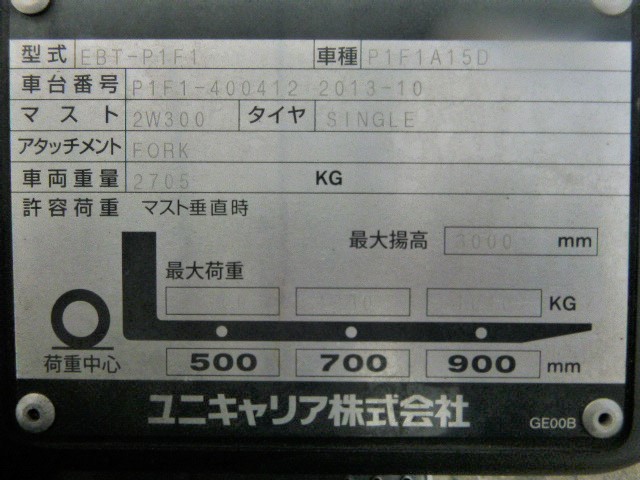 型式 EBT-P1F1 車種 P1F1A15D
車台番号 P1F1-400412 2013-10
マスト 2W300 タイヤ SINGLE
アタッチメント FORK
車両重量 2705 KG
許容荷重 マスト垂直時
最大揚高 3000 mm
最大荷重
KG
荷重中心 500 700 900 mm
ユニキャリア株式会社
GE00B